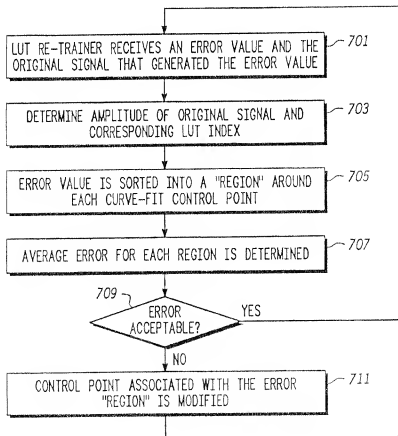 LUT RE-TRAINER RECEIVES AN ERROR VALUE AND THE
ORIGINAL SIGNAL THAT GENERATED THE ERROR VALUE
701
DETERMINE AMPLITUDE OF ORIGINAL SIGNAL AND
CORRESPONDING LUT INDEX
703
ERROR VALUE IS SORTED INTO A "REGION" AROUND
EACH CURVE-FIT CONTROL POINT
705
AVERAGE ERROR FOR EACH REGION IS DETERMINED
707
709
ERROR
ACCEPTABLE?
YES
NO
CONTROL POINT ASSOCIATED WITH THE ERROR
"REGION" IS MODIFIED
711